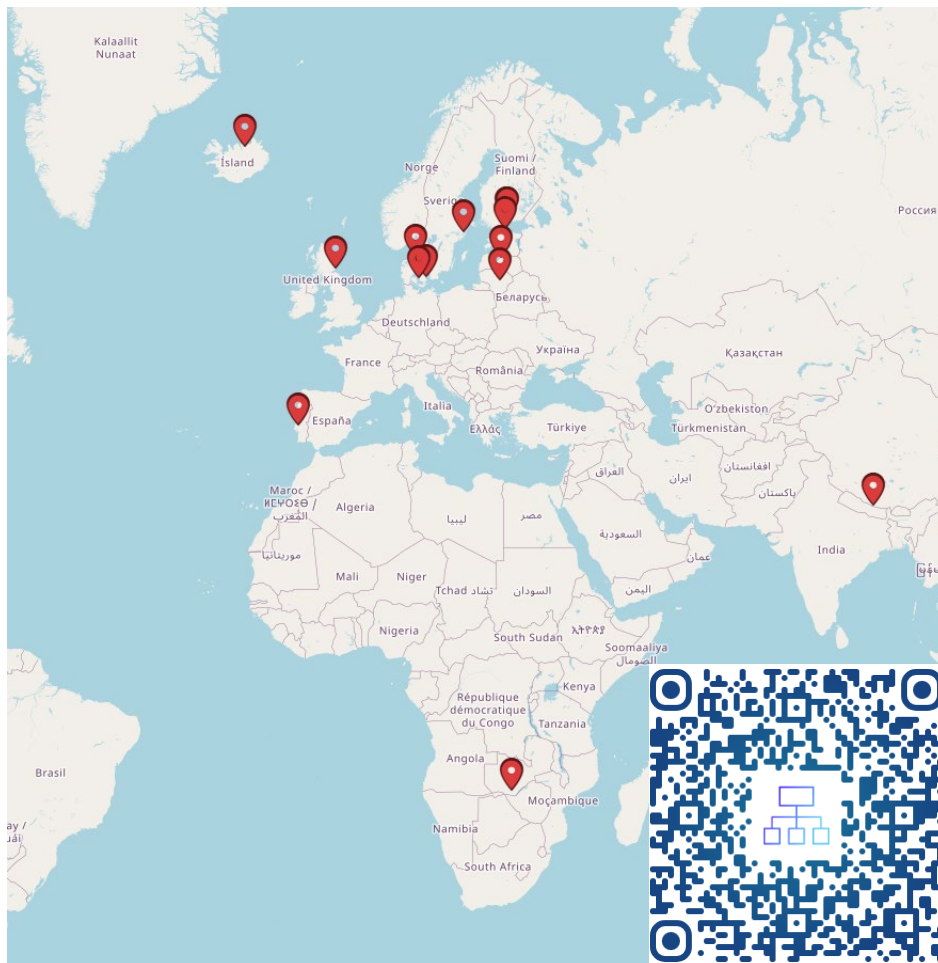 Kalaallit
Nunaat
Ísland
Norge
Suomi /
Finland
Sverig
Россия
United Kingdom
Беларусь
Deutschland
Україна
France
Қазақстан
România
Italia
O'zbekiston
España
Ελλάς
Türkiye
Türkmenistan
افغانستان
العراق
ایران
پاکستان
Maroc /
ⵍⵎⵖⵔⵉⴱ /
المغرب
Algeria
ليبيا
مصر
السعودية
India
عمان
موريتانيا
Mali
Niger
Tchad تشاد
السودان
اليمن
Nigeria
South Sudan
ኢትዮጵያ
Soomaaliya
الصومال
Kenya
République
démocratique
du Congo
Tanzania
Angola
Brasil
Moçambique
Namibia
ay /
uái
South Africa